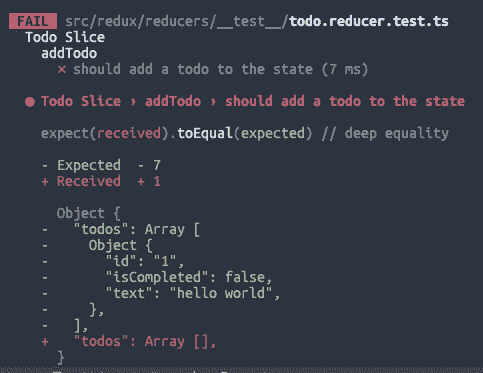 FAIL src/redux/reducers/__test__/todo.reducer.test.ts
Todo Slice
addTodo
✕ should add a todo to the state (7 ms)
● Todo Slice › addTodo › should add a todo to the state
expect(received).toEqual(expected) // deep equality
- Expected  - 7
+ Received  + 1
  Object {
-   "todos": Array [
-     Object {
-       "id": "1",
-       "isCompleted": false,
-       "text": "hello world",
-     },
-   ],
+   "todos": Array [],
  }